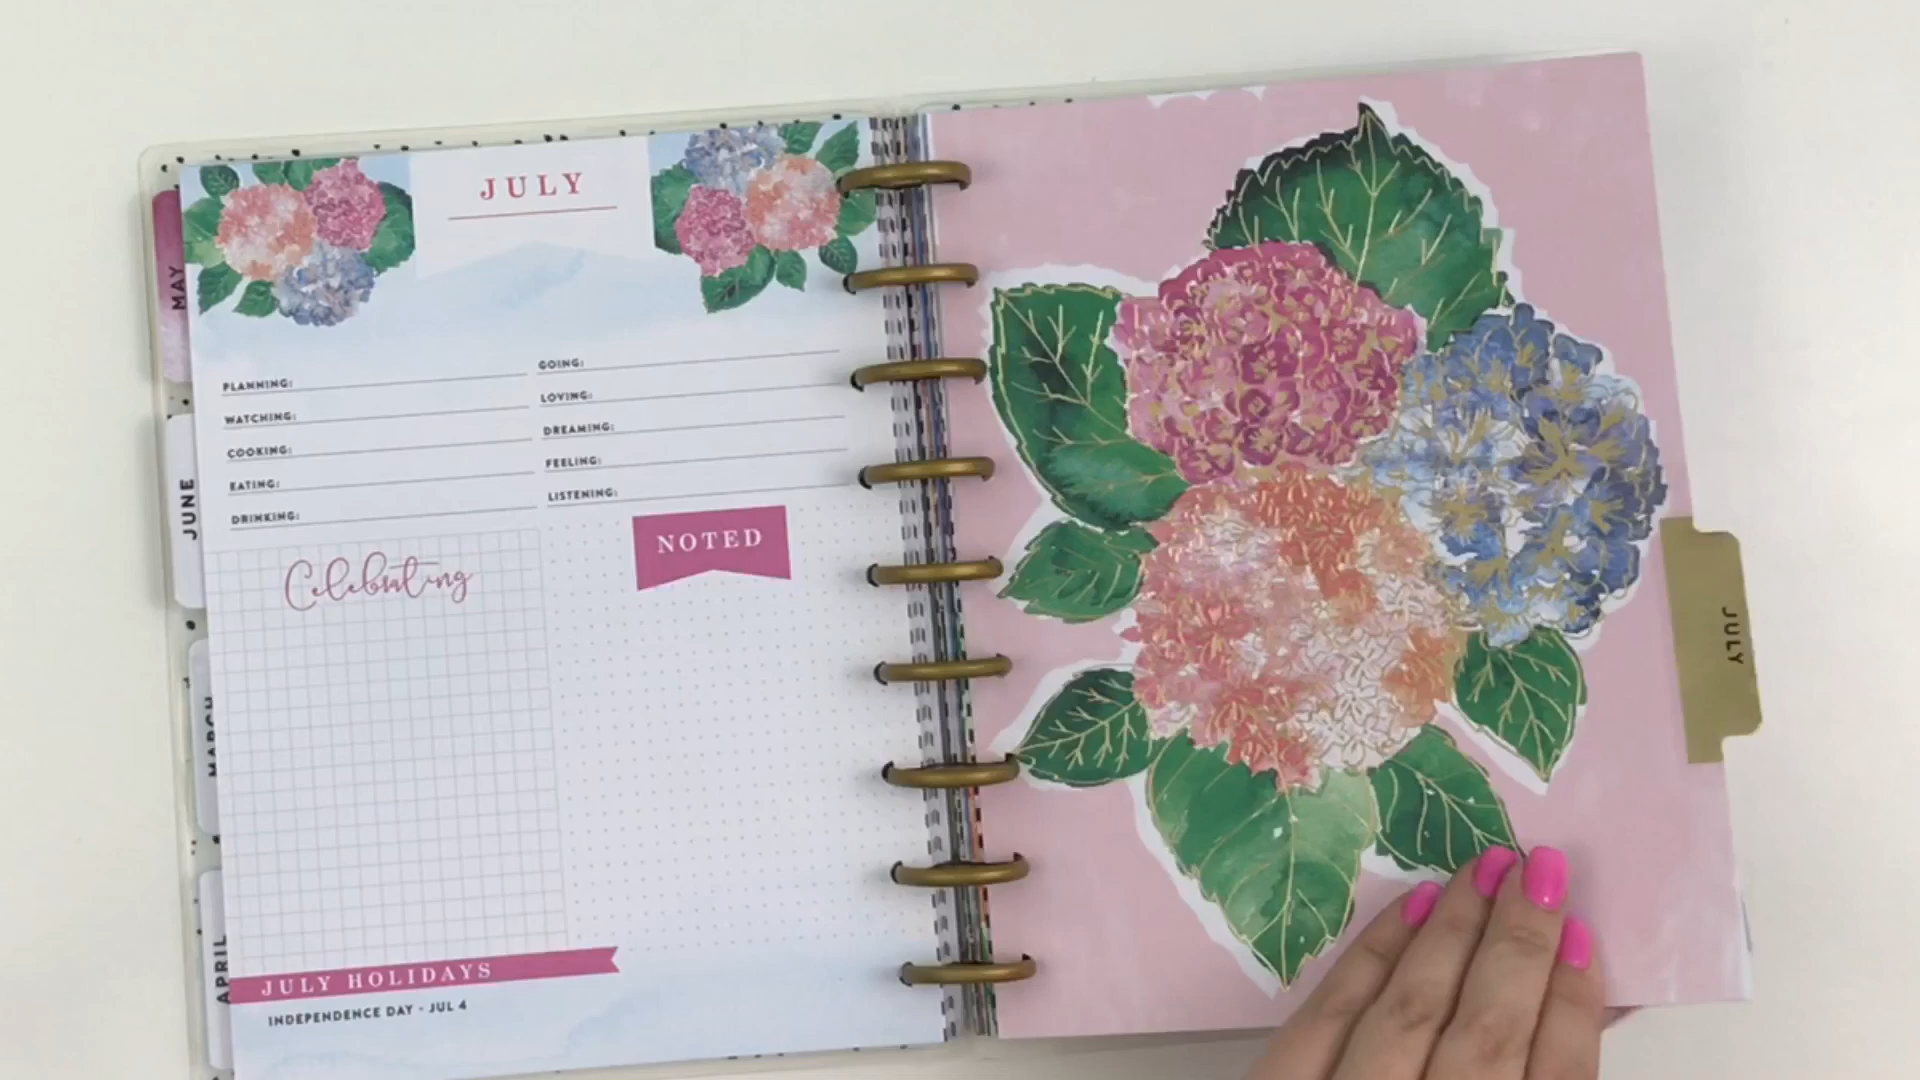 JULY
PLANNING:
WATCHING:
COOKING:
EATING:
DRINKING:
GOING:
LOVING:
DREAMING:
FEELING:
LISTENING:
Celebrating
NOTED
JULY HOLIDAYS
INDEPENDENCE DAY - JUL 4
MAY
JUNE
MARCH
APRIL
JULY